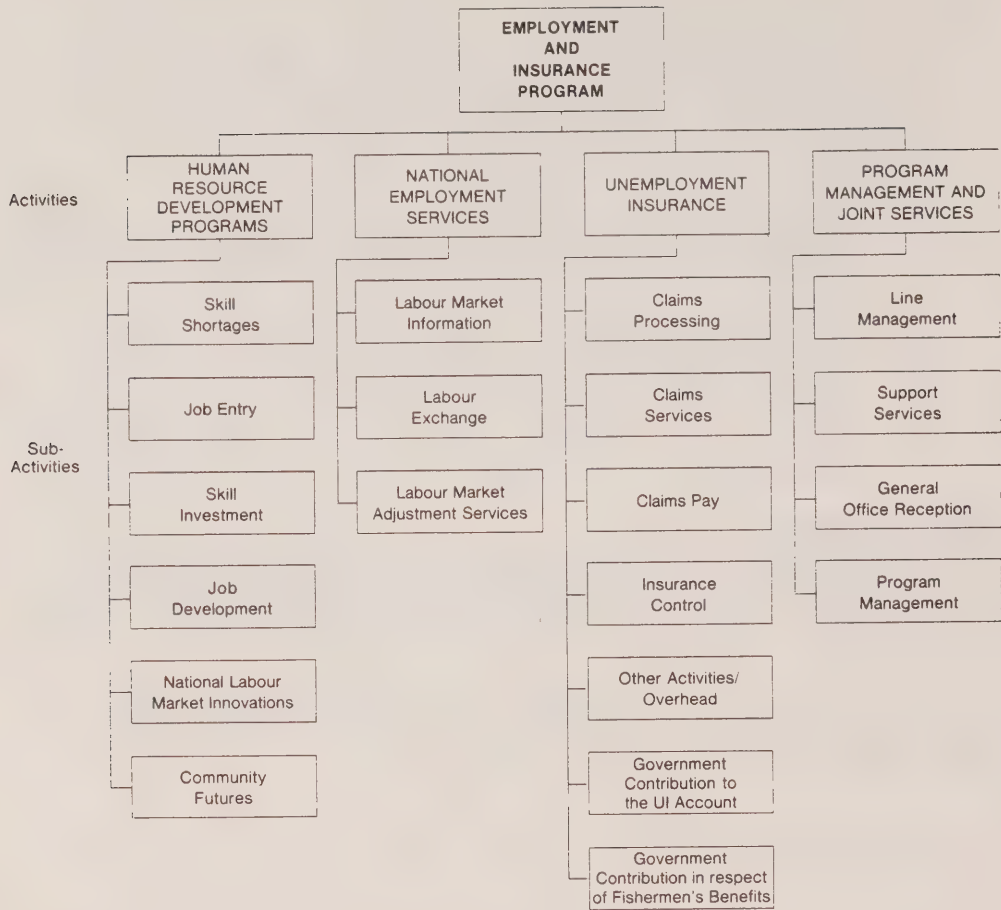 EMPLOYMENT
AND
INSURANCE
PROGRAM
Activities
HUMAN
RESOURCE
DEVELOPMENT
PROGRAMS
NATIONAL
EMPLOYMENT
SERVICES
UNEMPLOYMENT
INSURANCE
PROGRAM
MANAGEMENT AND
JOINT SERVICES
Sub-
Activities
Skill
Shortages
Job Entry
Skill
Investment
Job
Development
National Labour
Market Innovations
Community
Futures
Labour Market
Information
Labour
Exchange
Labour Market
Adjustment Services
Claims
Processing
Claims
Services
Claims Pay
Insurance
Control
Other Activities/
Overhead
Government
Contribution to
the UI Account
Government
Contribution in respect
of Fishermen's Benefits
Line
Management
Support
Services
General
Office Reception
Program
Management